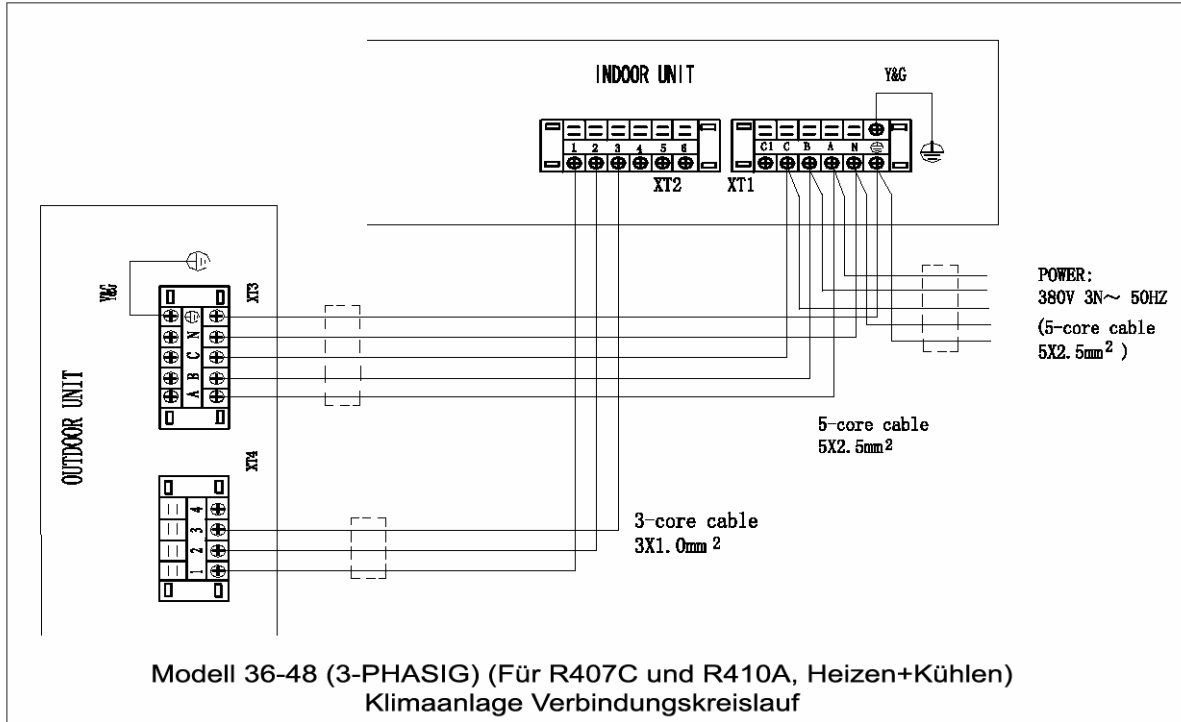 INDOOR UNIT
Y&G
1 2 3 4 5 6
C1 C B A N
XT2
XT1
OUTDOOR UNIT
Y&G
XT3
N
C
B
A
XT4
4
3
2
1
POWER:
380V 3N～ 50HZ
(5-core cable
5X2.5mm²)
5-core cable
5X2.5mm²
3-core cable
3X1.0mm²
Modell 36-48 (3-PHASIG) (Für R407C und R410A, Heizen+Kühlen)
Klimaanlage Verbindungskreislauf